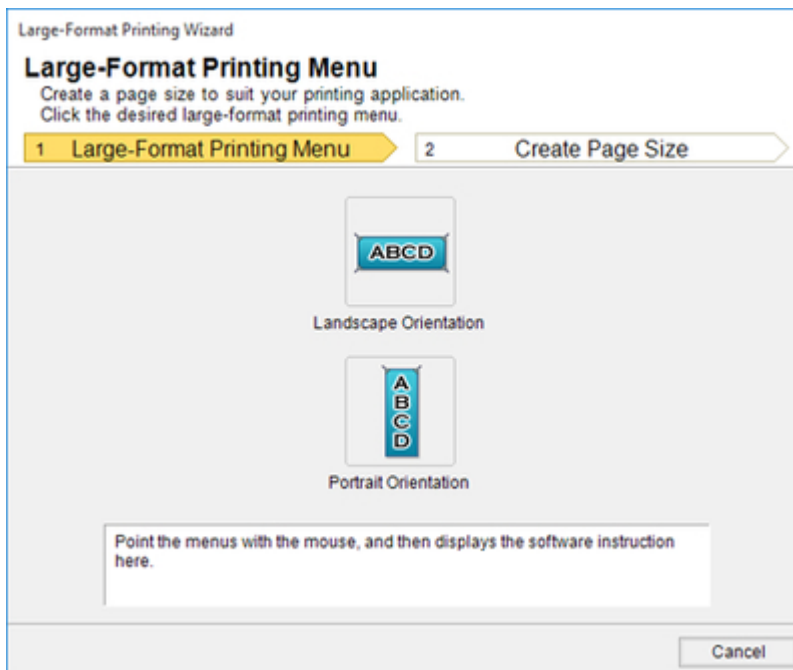 Large-Format Printing Wizard
Large-Format Printing Menu
Create a page size to suit your printing application.
Click the desired large-format printing menu.
1 Large-Format Printing Menu 2 Create Page Size
ABCD
Landscape Orientation
A
B
C
D
Portrait Orientation
Point the menus with the mouse, and then displays the software instruction
here.
Cancel